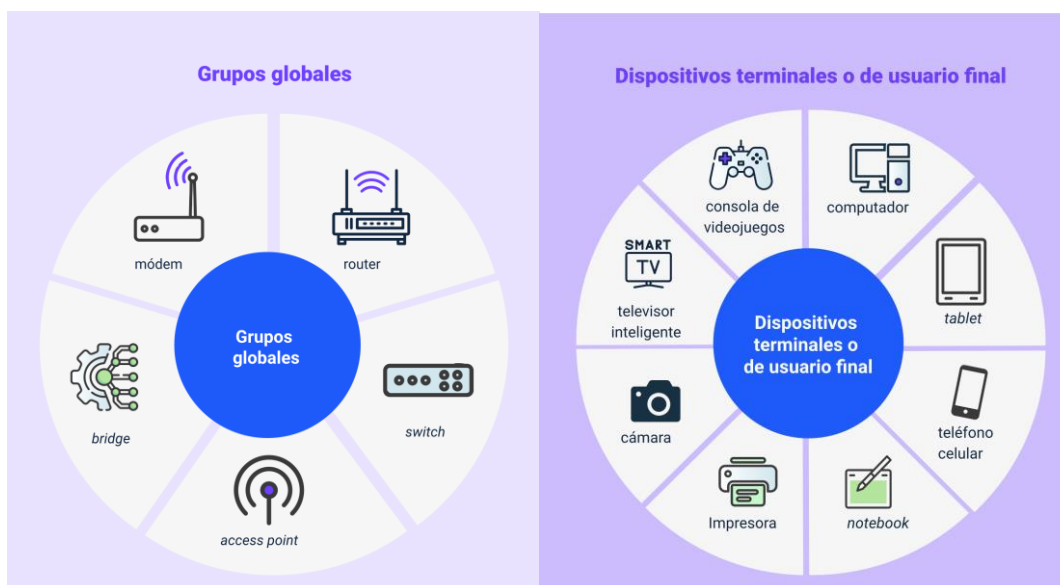 Grupos globales
módem
router
bridge
Grupos
globales
switch
access point
Dispositivos terminales o de usuario final
consola de
videojuegos
computador
SMART
TV
televisor
inteligente
tablet
Dispositivos
terminales o
de usuario final
cámara
teléfono
celular
Impresora
notebook